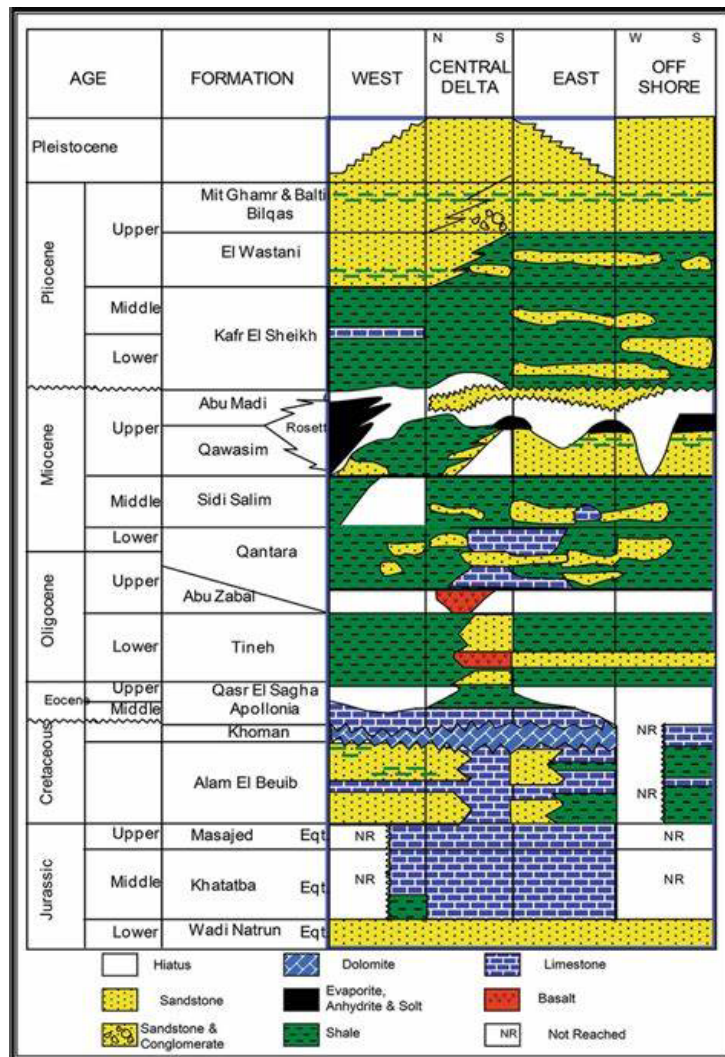 AGE
FORMATION
WEST
N S
CENTRAL
DELTA
EAST
W S
OFF
SHORE
Pleistocene
Pliocene
Upper
Mit Ghamr & Balti
Bilqas
El Wastani
Middle
Lower
Kafr El Sheikh
Miocene
Upper
Abu Madi
Rosett
Qawasim
Middle
Sidi Salim
Lower
Qantara
Oligocene
Upper
Abu Zabal
Lower
Tineh
Eocene
Upper
Qasr El Sagha
Middle
Apollonia
Cretaceous
Khoman
NR
Alam El Beuib
NR
Jurassic
Upper
Masajed Eqt.
NR
NR
Middle
Khatatba Eqt.
NR
NR
Lower
Wadi Natrun Eqt.
Hiatus
Dolomite
Limestone
Sandstone
Evaporite,
Anhydrite & Solt
Basalt
Sandstone &
Conglomerate
Shale
NR
Not Reached